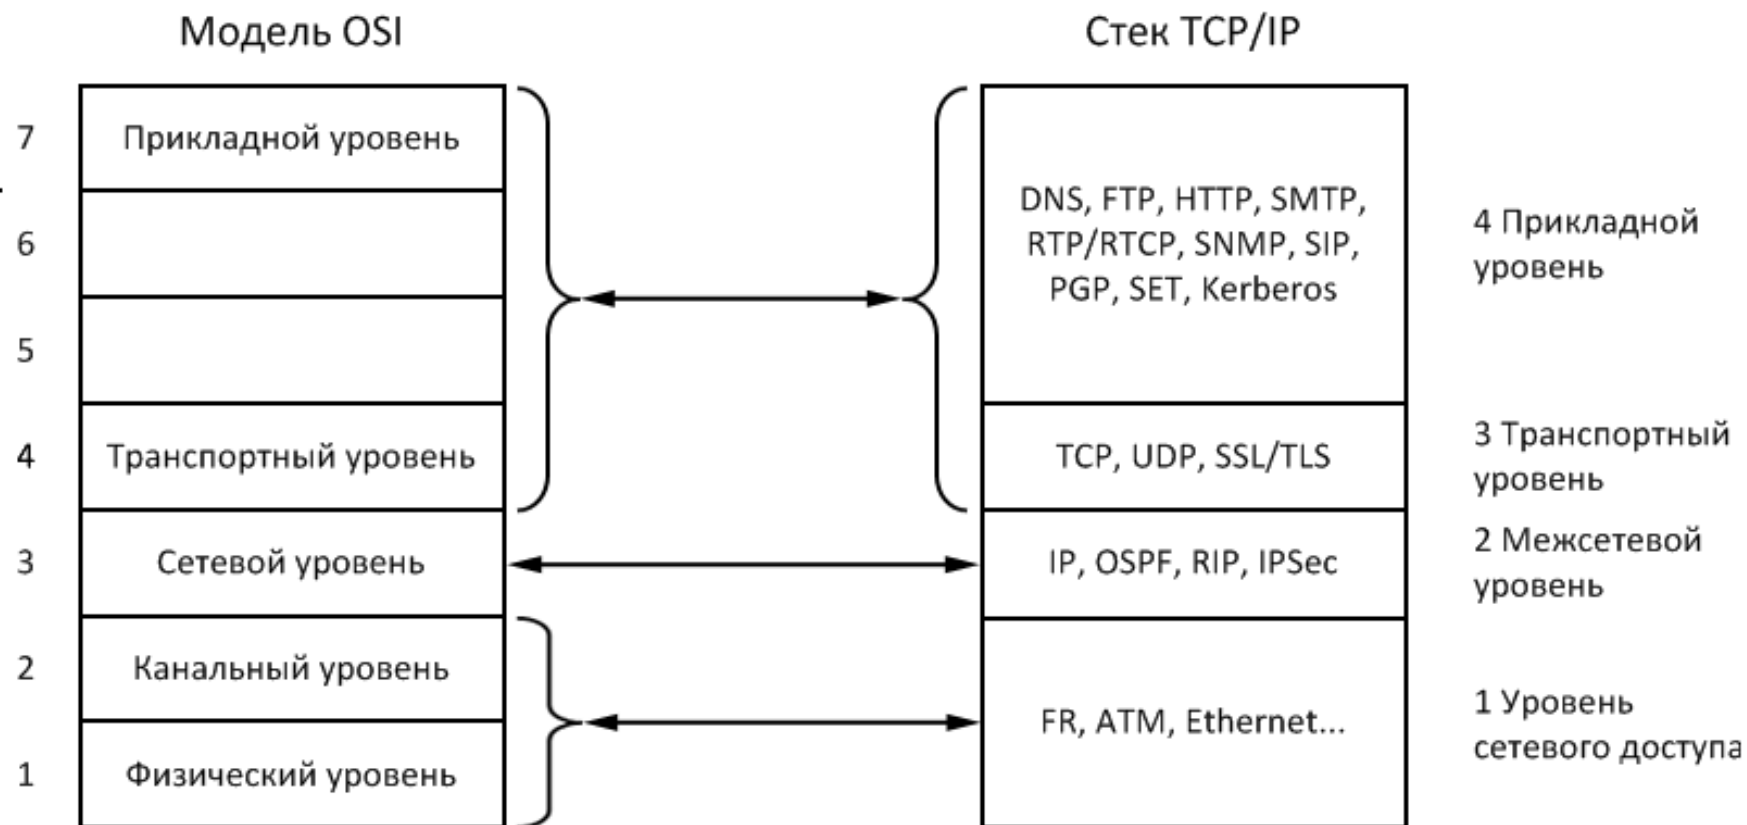 Модель OSI
Стек TCP/IP
7
Прикладной уровень
6
5
4
Транспортный уровень
3
Сетевой уровень
2
Канальный уровень
1
Физический уровень
DNS, FTP, HTTP, SMTP,
RTP/RTCP, SNMP, SIP,
PGP, SET, Kerberos
4 Прикладной
уровень
TCP, UDP, SSL/TLS
3 Транспортный
уровень
IP, OSPF, RIP, IPSec
2 Межсетевой
уровень
FR, ATM, Ethernet...
1 Уровень
сетевого доступа